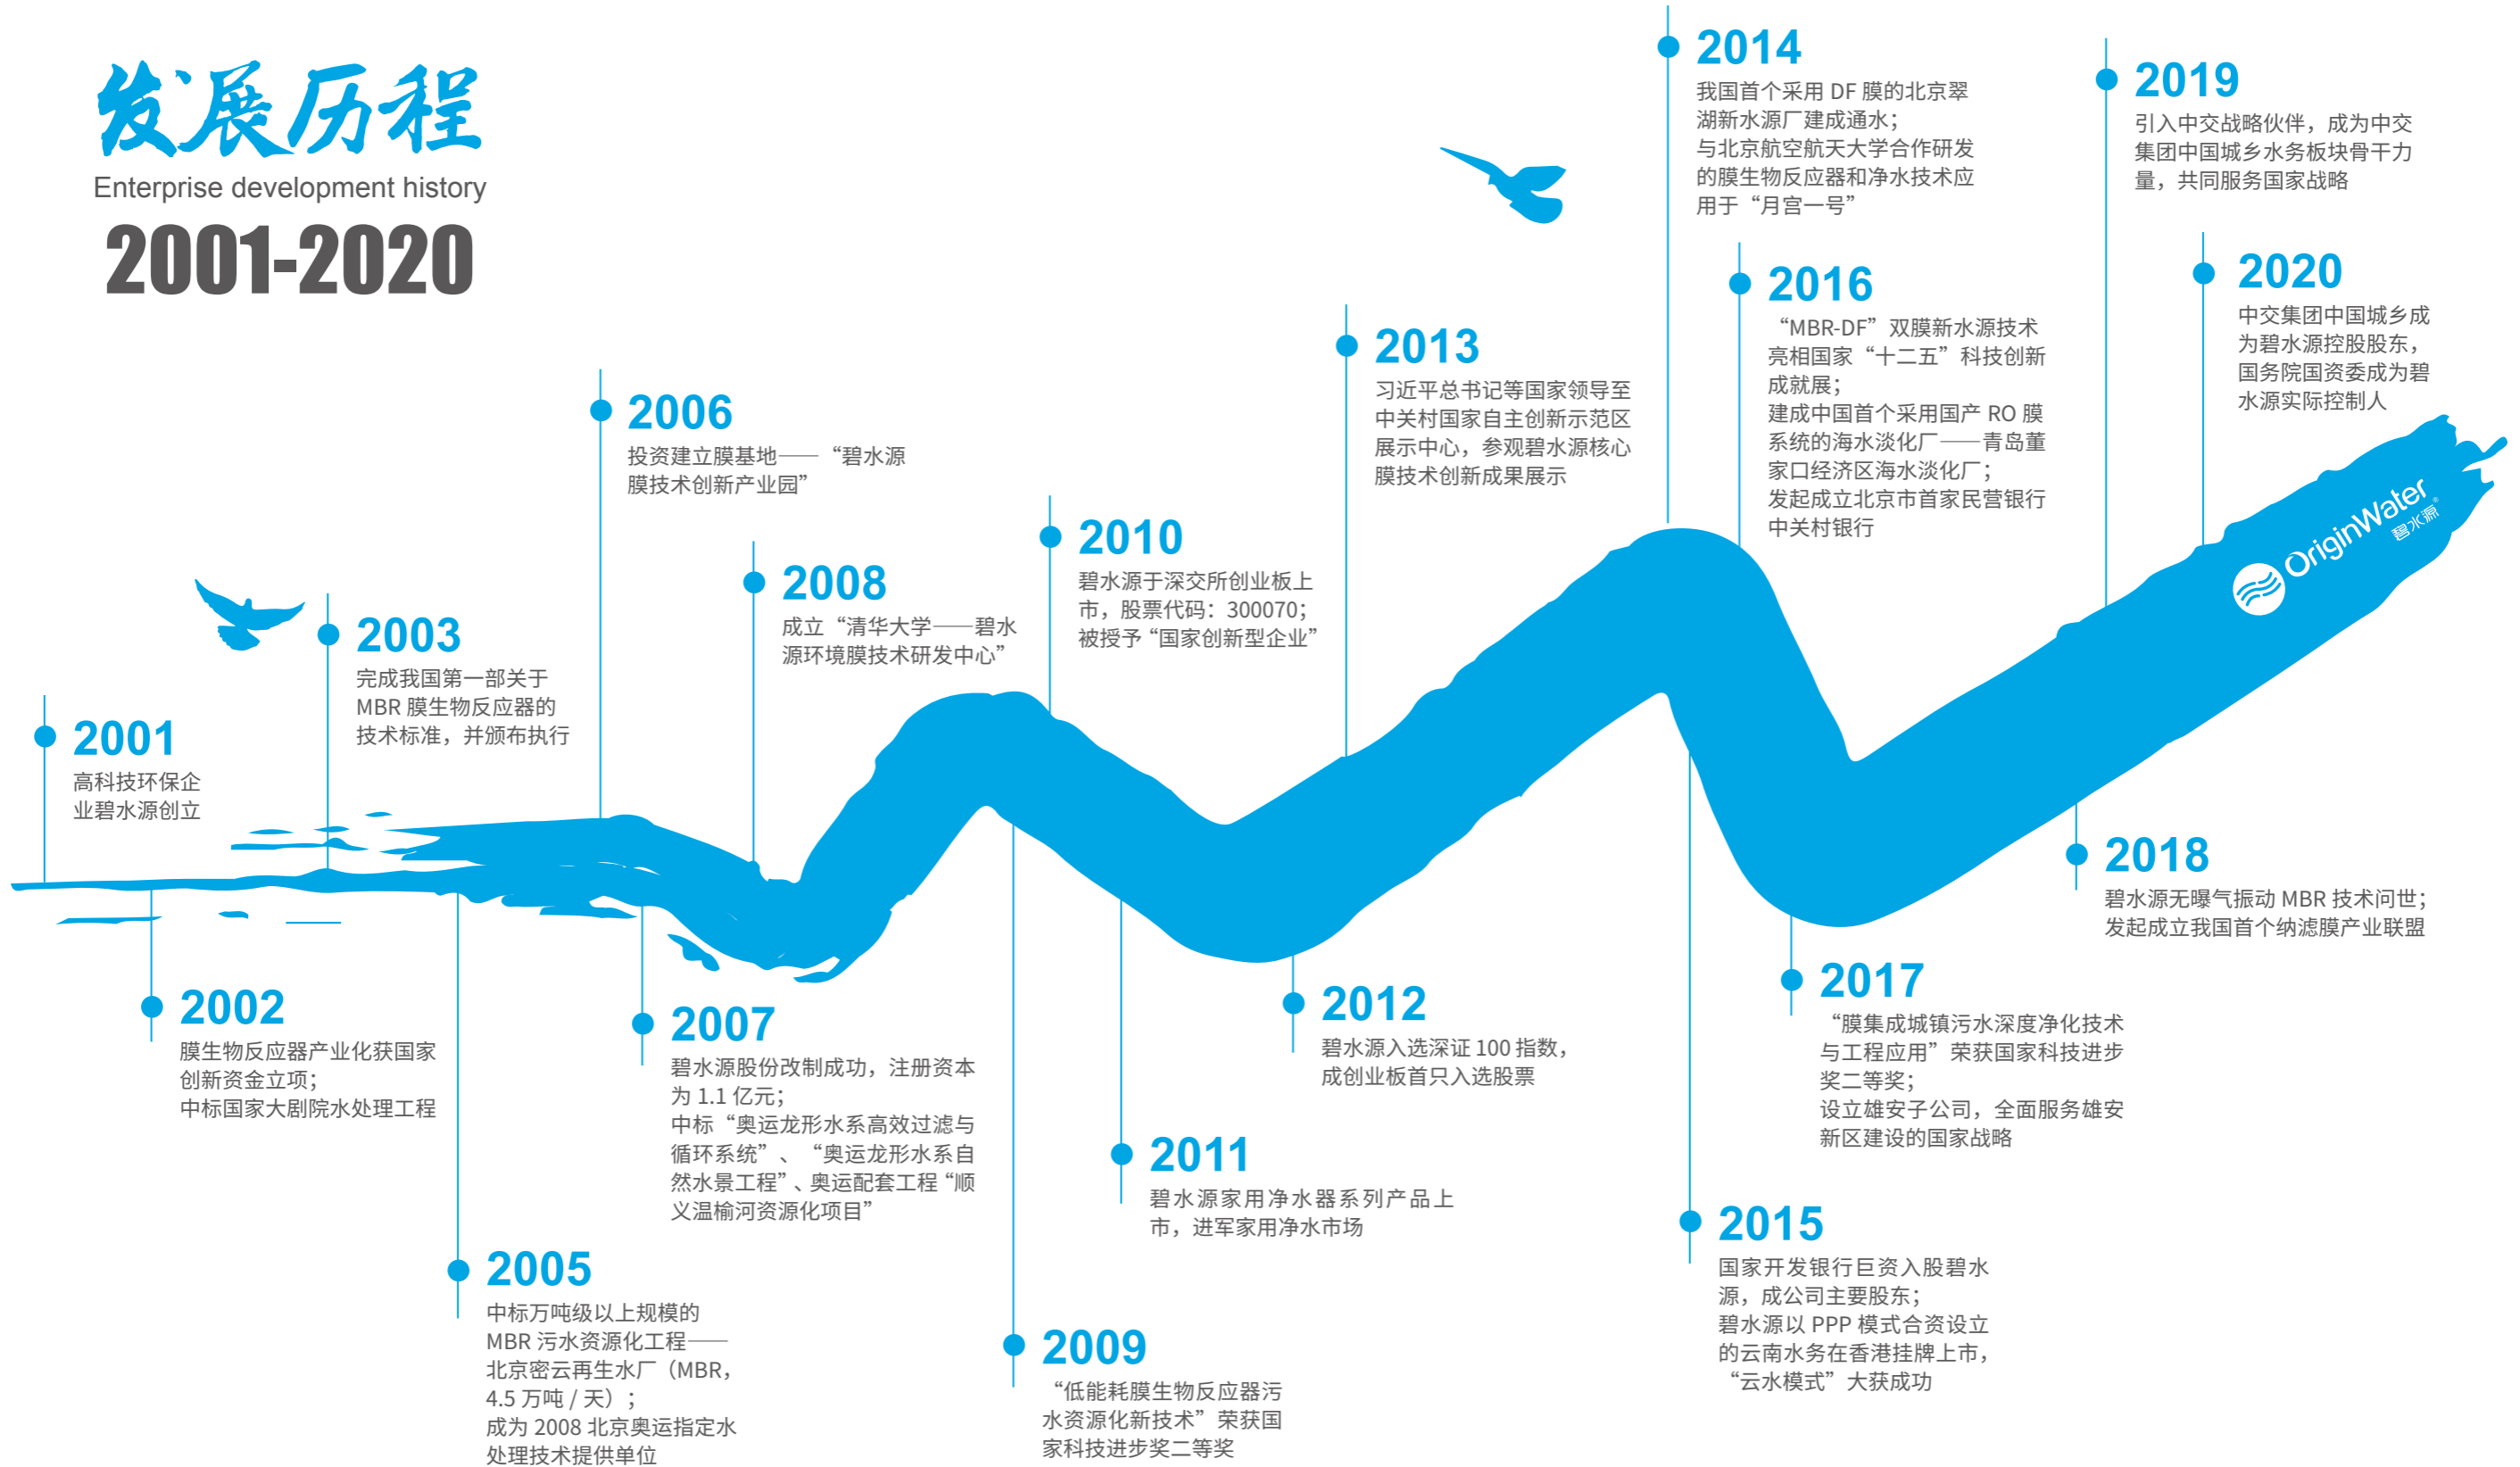 发展历程
Enterprise development history
2001-2020
2001
高科技环保企
业碧水源创立
2002
膜生物反应器产业化获国家
创新资金立项；
中标国家大剧院水处理工程
2003
完成我国第一部关于
MBR 膜生物反应器的
技术标准，并颁布执行
2005
中标万吨级以上规模的
MBR 污水资源化工程——
北京密云再生水厂（MBR，
4.5 万吨 / 天）；
成为 2008 北京奥运指定水
处理技术提供单位
2006
投资建立膜基地——“碧水源
膜技术创新产业园”
2007
碧水源股份改制成功，注册资本
为 1.1 亿元；
中标“奥运龙形水系高效过滤与
循环系统”、“奥运龙形水系自
然水景工程”、奥运配套工程“顺
义温榆河资源化项目”
2008
成立“清华大学——碧水
源环境膜技术研发中心”
2009
“低能耗膜生物反应器污
水资源化新技术”荣获国
家科技进步奖二等奖
2010
碧水源于深交所创业板上
市，股票代码：300070；
被授予“国家创新型企业”
2011
碧水源家用净水器系列产品上
市，进军家用净水市场
2012
碧水源入选深证 100 指数，
成创业板首只入选股票
2013
习近平总书记等国家领导至
中关村国家自主创新示范区
展示中心，参观碧水源核心
膜技术创新成果展示
2014
我国首个采用 DF 膜的北京翠
湖新水源厂建成通水；
与北京航空航天大学合作研发
的膜生物反应器和净水技术应
用于“月宫一号”
2015
国家开发银行巨资入股碧水
源，成公司主要股东；
碧水源以 PPP 模式合资设立
的云南水务在香港挂牌上市，
“云水模式”大获成功
2016
“MBR-DF”双膜新水源技术
亮相国家“十二五”科技创新
成就展；
建成中国首个采用国产 RO 膜
系统的海水淡化厂——青岛董
家口经济区海水淡化厂；
发起成立北京市首家民营银行
中关村银行
2017
“膜集成城镇污水深度净化技术
与工程应用”荣获国家科技进步
奖二等奖；
设立雄安子公司，全面服务雄安
新区建设的国家战略
2018
碧水源无曝气振动 MBR 技术问世；
发起成立我国首个纳滤膜产业联盟
2019
引入中交战略伙伴，成为中交
集团中国城乡水务板块骨干力
量，共同服务国家战略
2020
中交集团中国城乡成
为碧水源控股股东，
国务院国资委成为碧
水源实际控制人
OriginWater
碧水源®